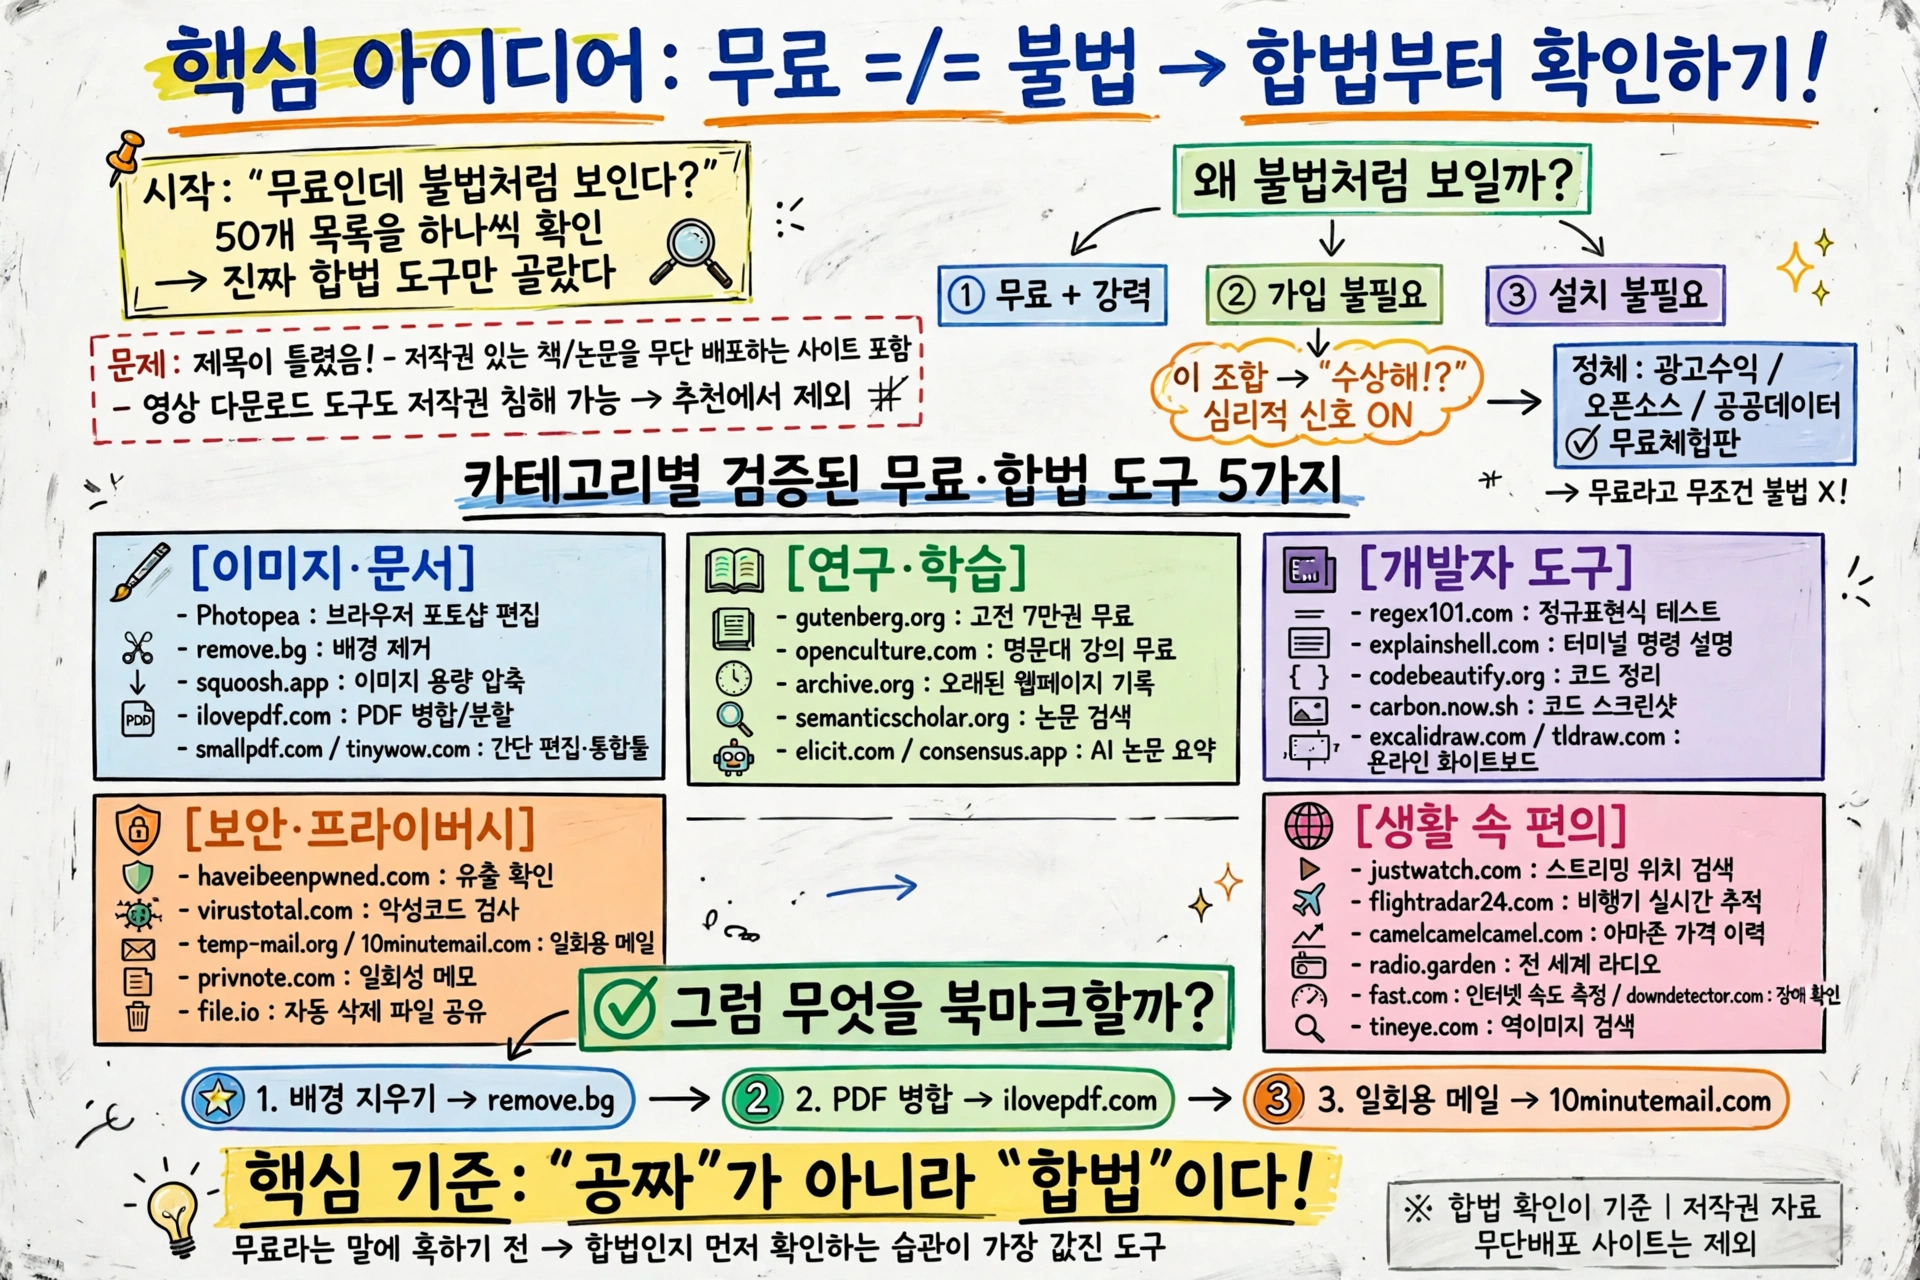 핵심 아이디어: 무료 =/= 불법 → 합법부터 확인하기!
시작: "무료인데 불법처럼 보인다?"
50개 목록을 하나씩 확인
→ 진짜 합법 도구만 골랐다
문제: 제목이 틀렸음! - 저작권 있는 책/논문을 무단 배포하는 사이트 포함
- 영상 다문로드 도구도 저작권 침해 가능 → 추천에서 제외
왜 불법처럼 보일까?
① 무료 + 강력
② 가입 불필요
③ 설치 불필요
이 조합 → "수상해!?"
심리적 신호 ON
정체: 광고수익 /
오픈소스 / 공공데이터
무료체험판
→ 무료라고 무조건 불법 X!
카테고리별 검증된 무료·합법 도구 5가지
[이미지·문서]
- Photopea : 브라우저 포토샵 편집
- remove.bg : 배경 제거
- squoosh.app : 이미지 용량 압축
PDD
- ilovepdf.com : PDF 병합/분할
- smallpdf.com / tinywow.com : 간단 편집·통합툴
[연구·학습]
- gutenberg.org : 고전 7만권 무료
- openculture.com : 명문대 강의 무료
- archive.org : 오래된 웹페이지 기록
- semanticscholar.org : 논문 검색
- elicit.com / consensus.app : AI 논문 요약
[개발자 도구]
- regex101.com : 정규표현식 테스트
- explainshell.com : 터미널 명령 설명
{ }
- codebeautify.org : 코드 정리
- carbon.now.sh : 코드 스크린샷
- excalidraw.com / tldraw.com :
온라인 화이트보드
[보안·프라이버시]
- haveibeenpwned.com : 유출 확인
- virustotal.com : 악성코드 검사
- temp-mail.org / 10minutemail.com : 일회용 메일
- privnote.com : 일회성 메모
- file.io : 자동 삭제 파일 공유
[생활 속 편의]
- justwatch.com : 스트리밍 위치 검색
- flightradar24.com : 비행기 실시간 추적
- camelcamelcamel.com : 아마존 가격 이력
- radio.garden : 전 세계 라디오
- fast.com : 인터넷 속도 측정 / downdetector.com : 장애 확인
- tineye.com : 역이미지 검색
그럼 무엇을 북마크할까?
1. 배경 지우기 → remove.bg
2
2. PDF 병합 → ilovepdf.com
3
3. 일회용 메일 → 10minutemail.com
핵심 기준: "공짜"가 아니라 "합법"이다!
무료라는 말에 혹하기 전 → 합법인지 먼저 확인하는 습관이 가장 값진 도구
※ 합법 확인이 기준 | 저작권 자료
무단배포 사이트는 제외